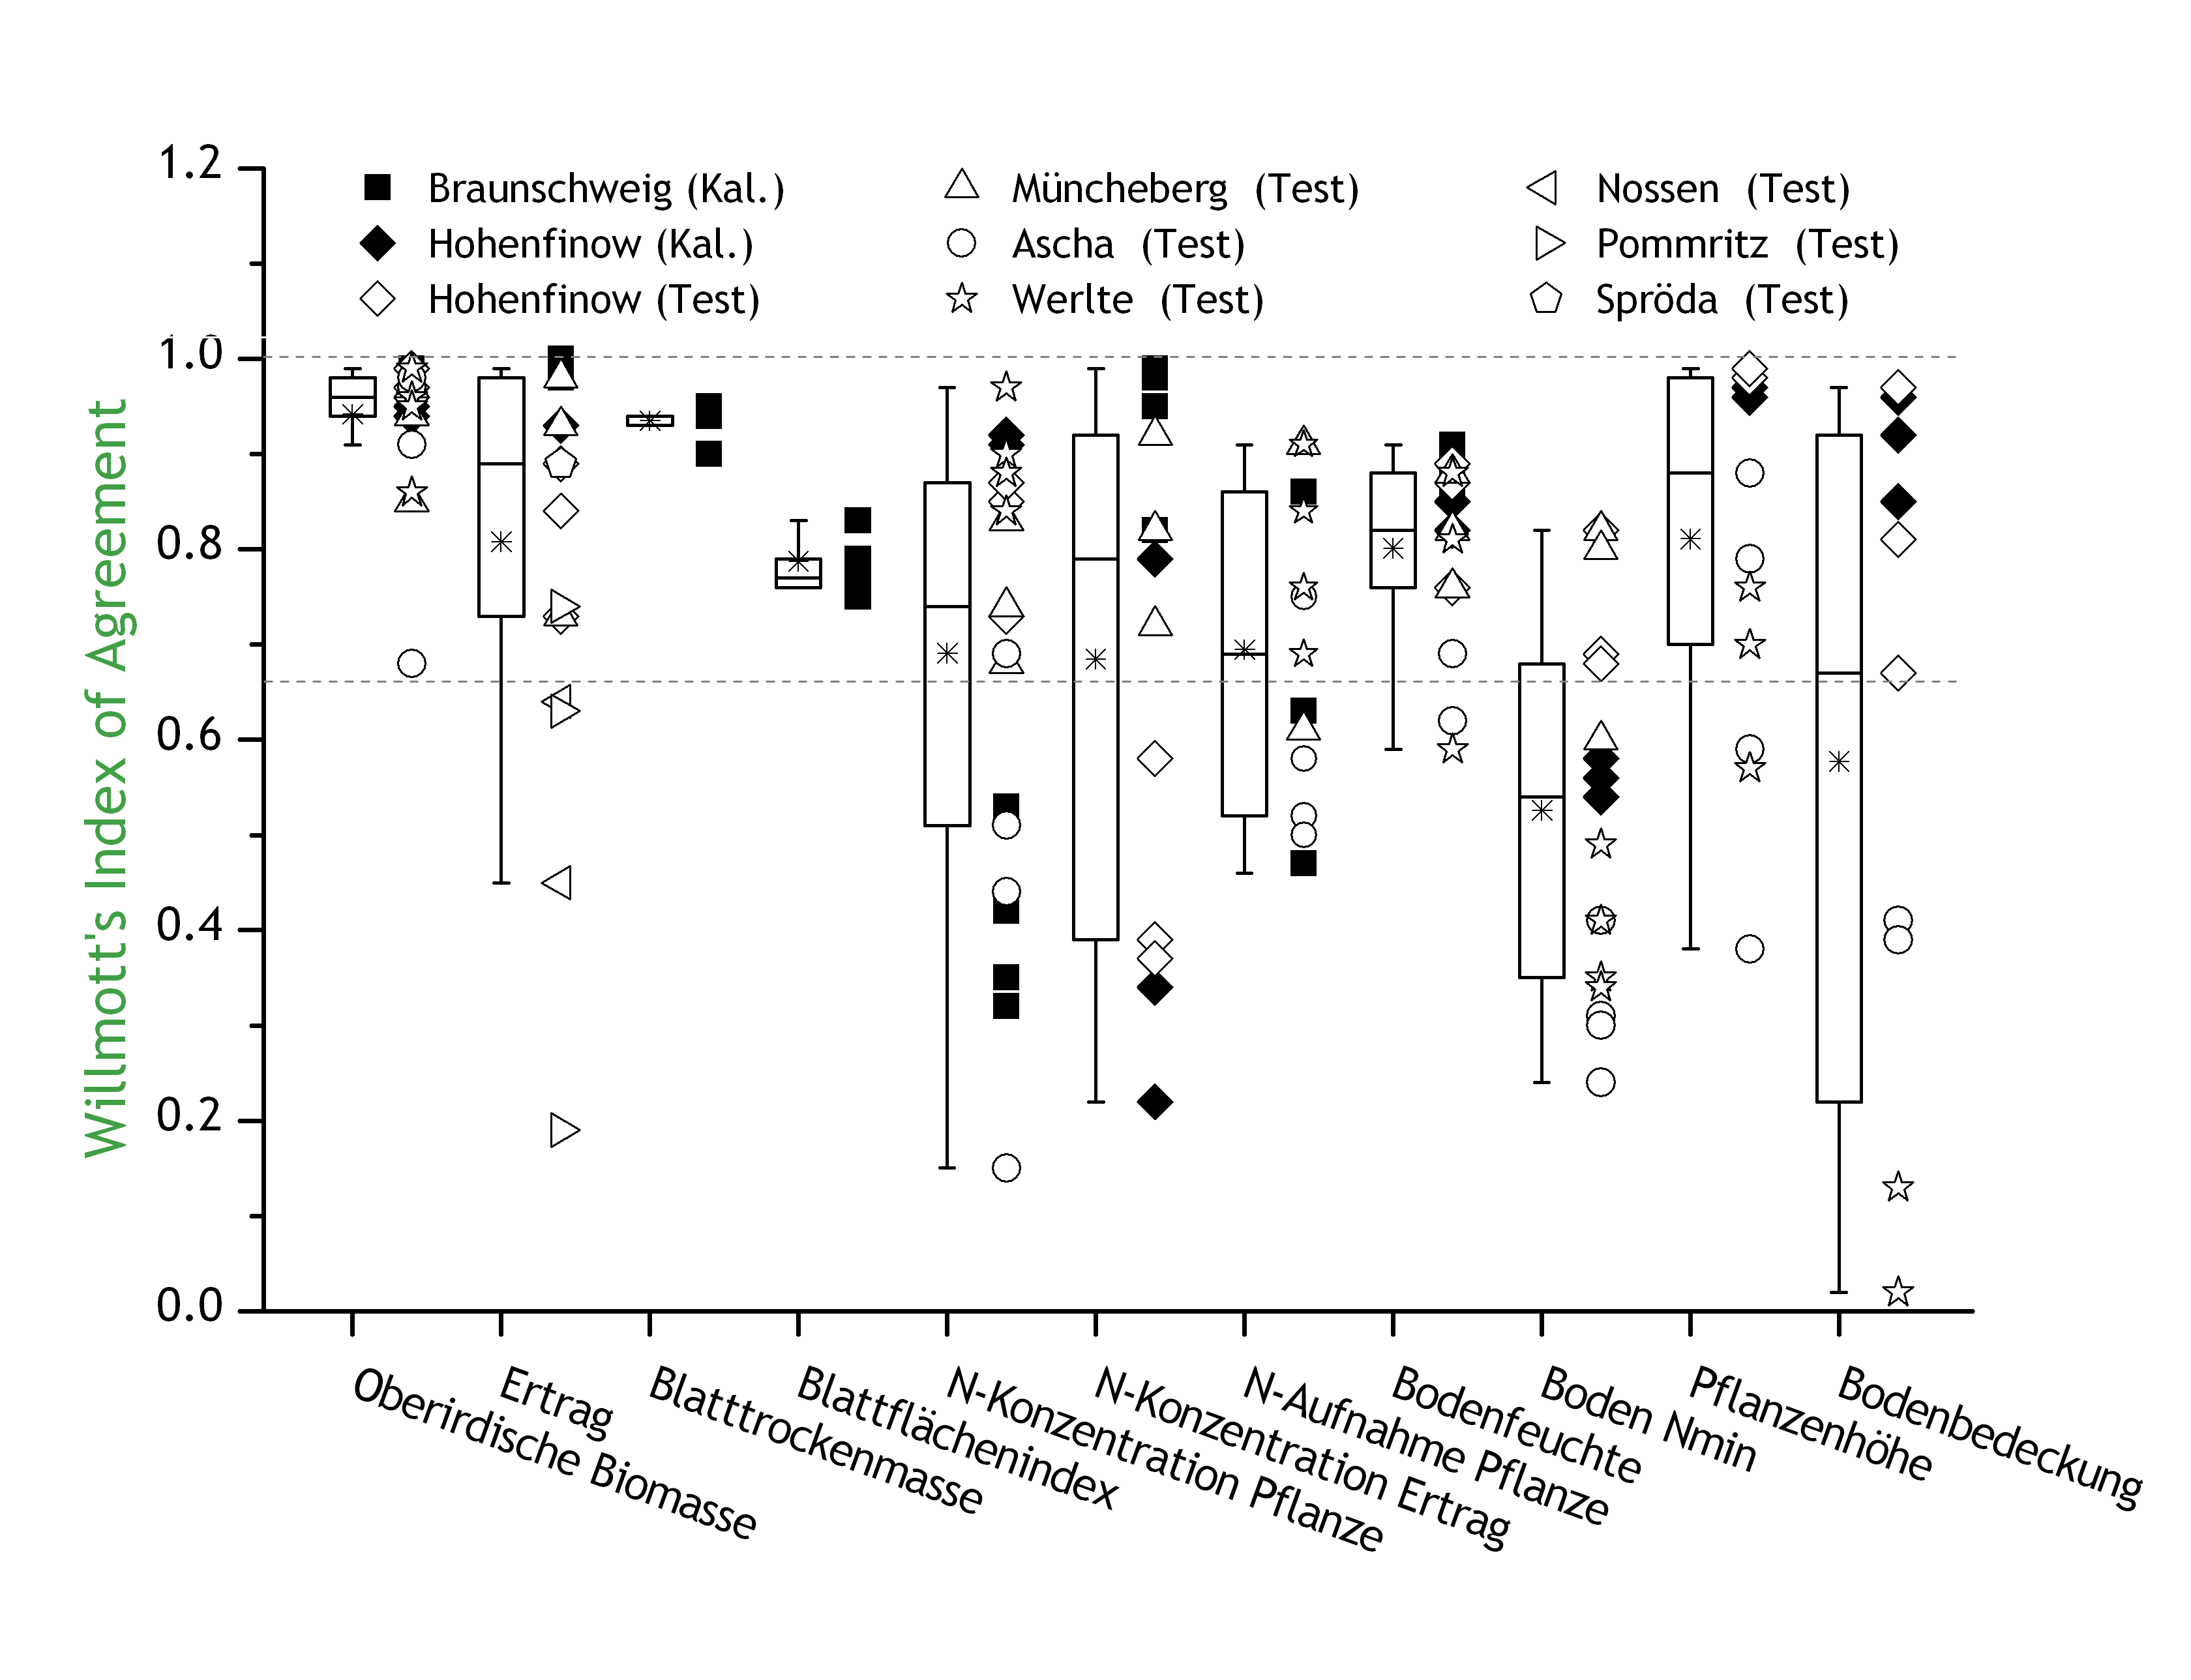 Willmott's Index of Agreement
1.2
1.0
0.8
0.6
0.4
0.2
0.0
Braunschweig (Kal.)
Hohenfinow (Kal.)
Hohenfinow (Test)
Müncheberg (Test)
Ascha (Test)
Werlte (Test)
Nossen (Test)
Pommritz (Test)
Spröda (Test)
Oberirdische Biomasse
Ertrag
Blatttrockenmasse
Blattflächenindex
N-Konzentration Pflanze
N-Konzentration Ertrag
N-Aufnahme Pflanze
Bodenfeuchte
Boden Nmin
Pflanzenhöhe
Bodenbedeckung